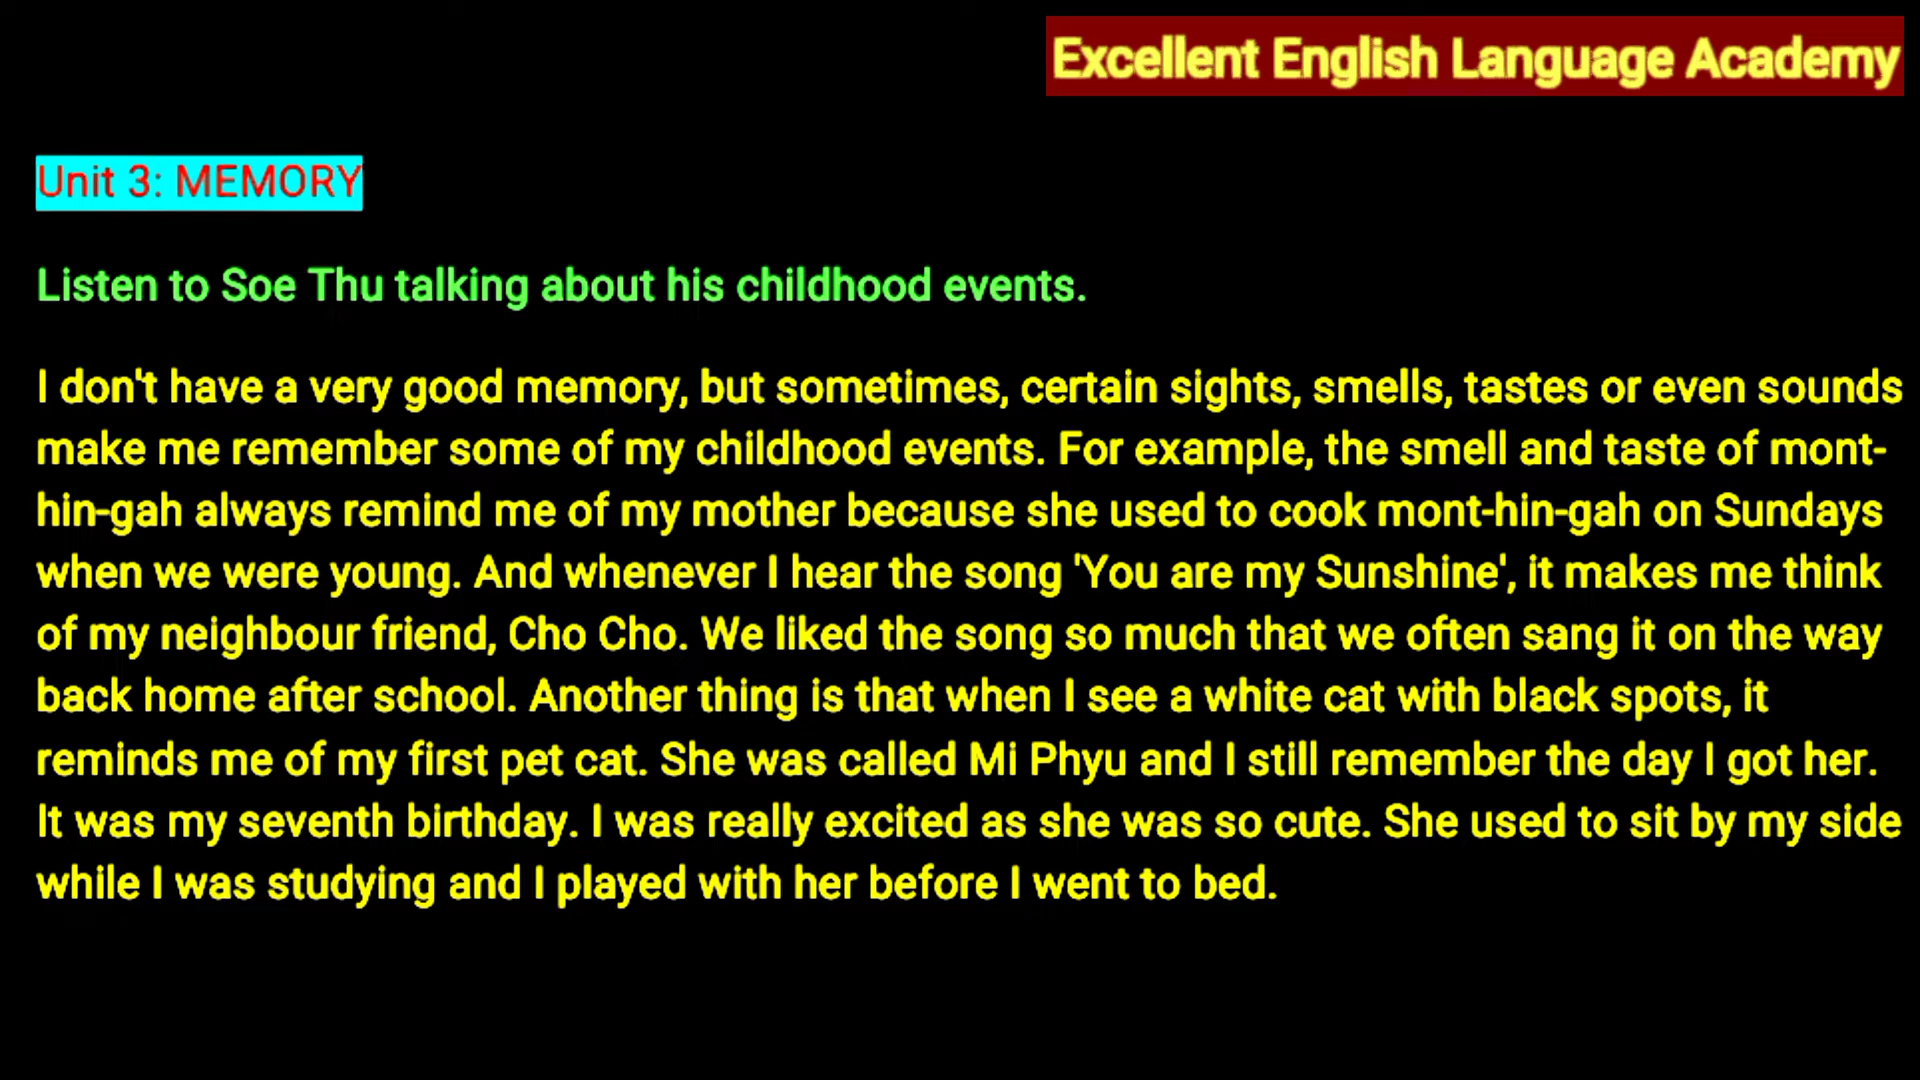 Excellent English Language Academy
Unit 3: MEMORY
Listen to Soe Thu talking about his childhood events.
I don't have a very good memory, but sometimes, certain sights, smells, tastes or even sounds
make me remember some of my childhood events. For example, the smell and taste of mont-
hin-gah always remind me of my mother because she used to cook mont-hin-gah on Sundays
when we were young. And whenever I hear the song 'You are my Sunshine', it makes me think
of my neighbour friend, Cho Cho. We liked the song so much that we often sang it on the way
back home after school. Another thing is that when I see a white cat with black spots, it
reminds me of my first pet cat. She was called Mi Phyu and I still remember the day I got her.
It was my seventh birthday. I was really excited as she was so cute. She used to sit by my side
while I was studying and I played with her before I went to bed.